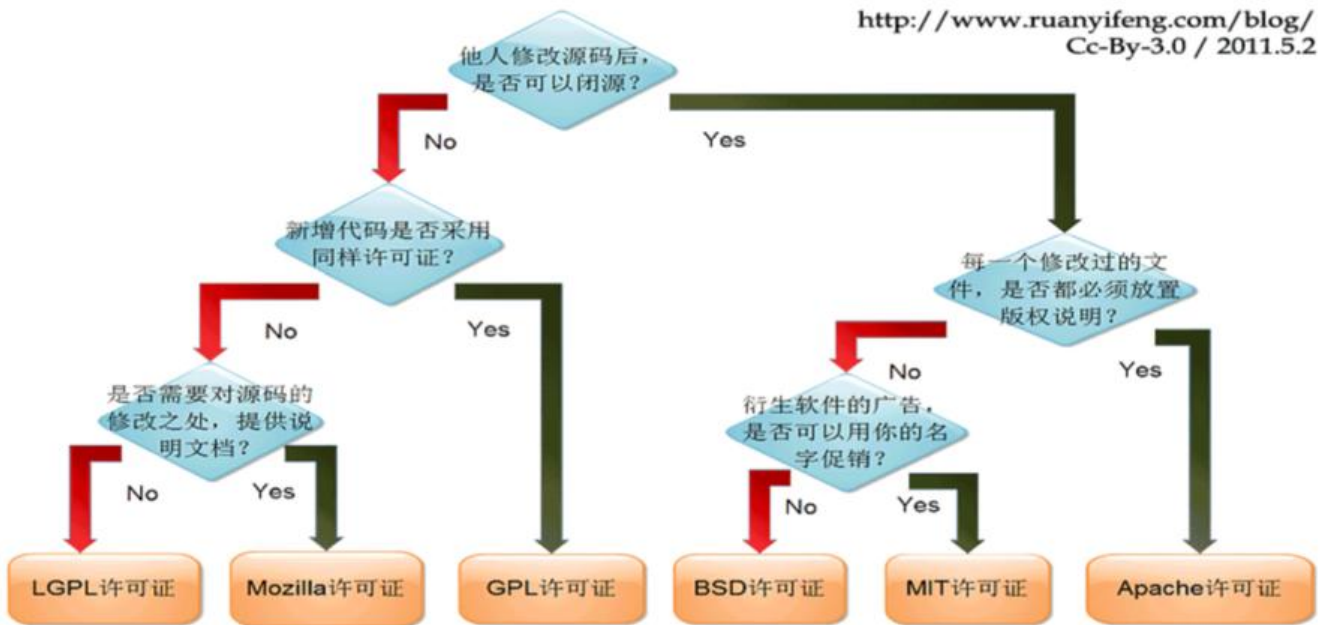 http://www.ruanyifeng.com/blog/
Cc-By-3.0 / 2011.5.2
他人修改源码后，
是否可以闭源？
No
Yes
新增代码是否采用
同样许可证？
每一个修改过的文
件，是否都必须放置
版权说明？
No
Yes
No
Yes
是否需要对源码的
修改之处，提供说
明文档？
衍生软件的广告，
是否可以用你的名
字促销？
No
Yes
No
Yes
LGPL许可证
Mozilla许可证
GPL许可证
BSD许可证
MIT许可证
Apache许可证